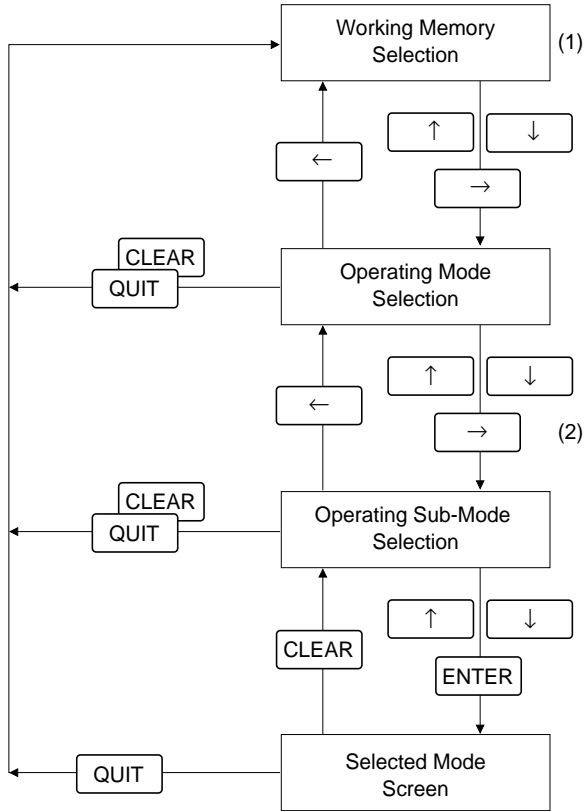 Working Memory
Selection
(1)
↑ ↓
←
→
CLEAR
QUIT
Operating Mode
Selection
↑ ↓
←
→
(2)
CLEAR
QUIT
Operating Sub-Mode
Selection
↑ ↓
CLEAR
ENTER
QUIT
Selected Mode
Screen